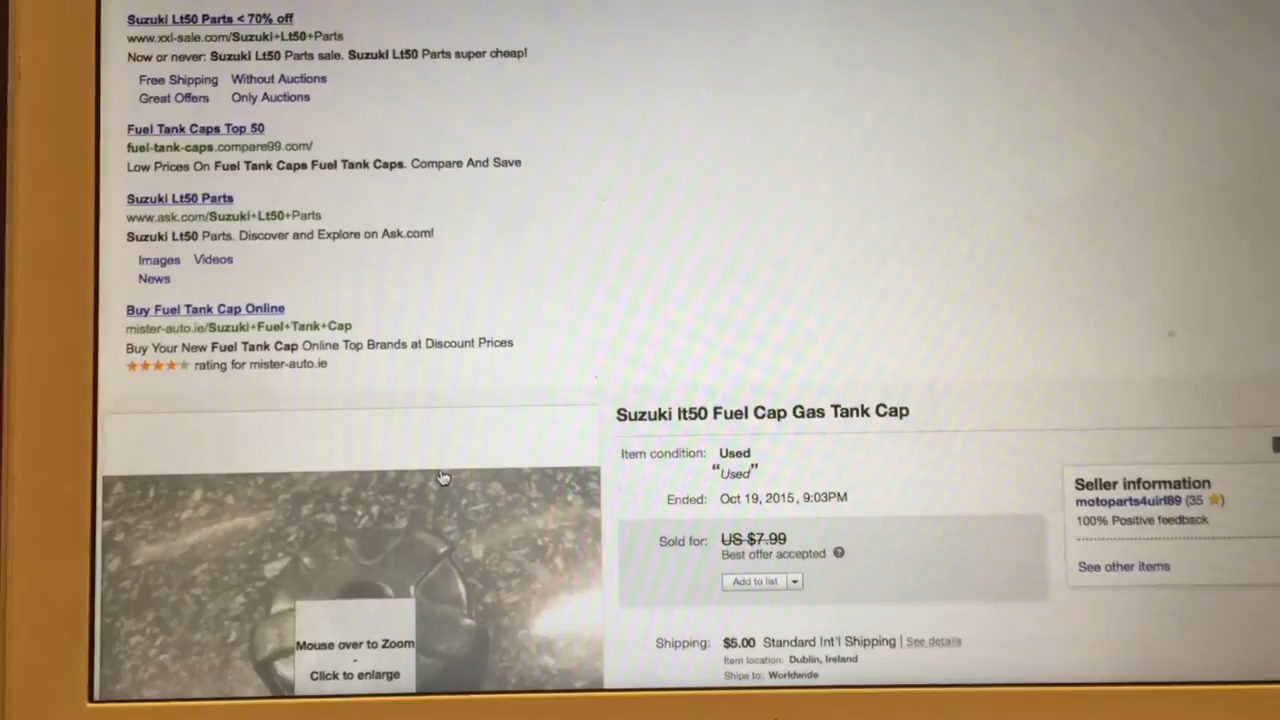 Suzuki Lt50 Parts < 70% off
www.xxl-sale.com/Suzuki+Lt50+Parts
Now or never: Suzuki Lt50 Parts sale. Suzuki Lt50 Parts super cheap!
Free Shipping Without Auctions
Great Offers Only Auctions
Fuel Tank Caps Top 50
fuel-tank-caps.compare99.com/
Low Prices On Fuel Tank Caps Fuel Tank Caps. Compare And Save
Suzuki Lt50 Parts
www.ask.com/Suzuki+Lt50+Parts
Suzuki Lt50 Parts. Discover and Explore on Ask.com!
Images Videos
News
Buy Fuel Tank Cap Online
mister-auto.ie/Suzuki+Fuel+Tank+Cap
Buy Your New Fuel Tank Cap Online Top Brands at Discount Prices
rating for mister-auto.ie
Mouse over to Zoom
-
Click to enlarge
Suzuki lt50 Fuel Cap Gas Tank Cap
Item condition: Used
“Used”
Ended: Oct 19, 2015 , 9:03PM
Sold for: US $7.99
Best offer accepted
Add to list
Shipping: $5.00 Standard Int'l Shipping | See details
Item location: Dublin, Ireland
Ships to: Worldwide
Seller information
motoparts4uirl89 (35)
100% Positive feedback
See other items